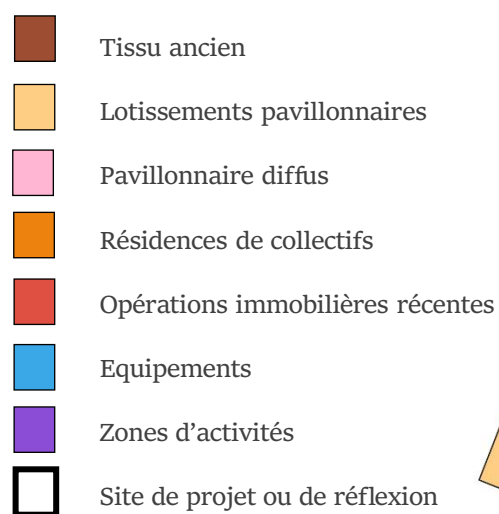 Tissu ancien
Lotissements pavillonnaires
Pavillonnaire diffus
Résidences de collectifs
Opérations immobilières récentes
Equipements
Zones d’activités
Site de projet ou de réflexion